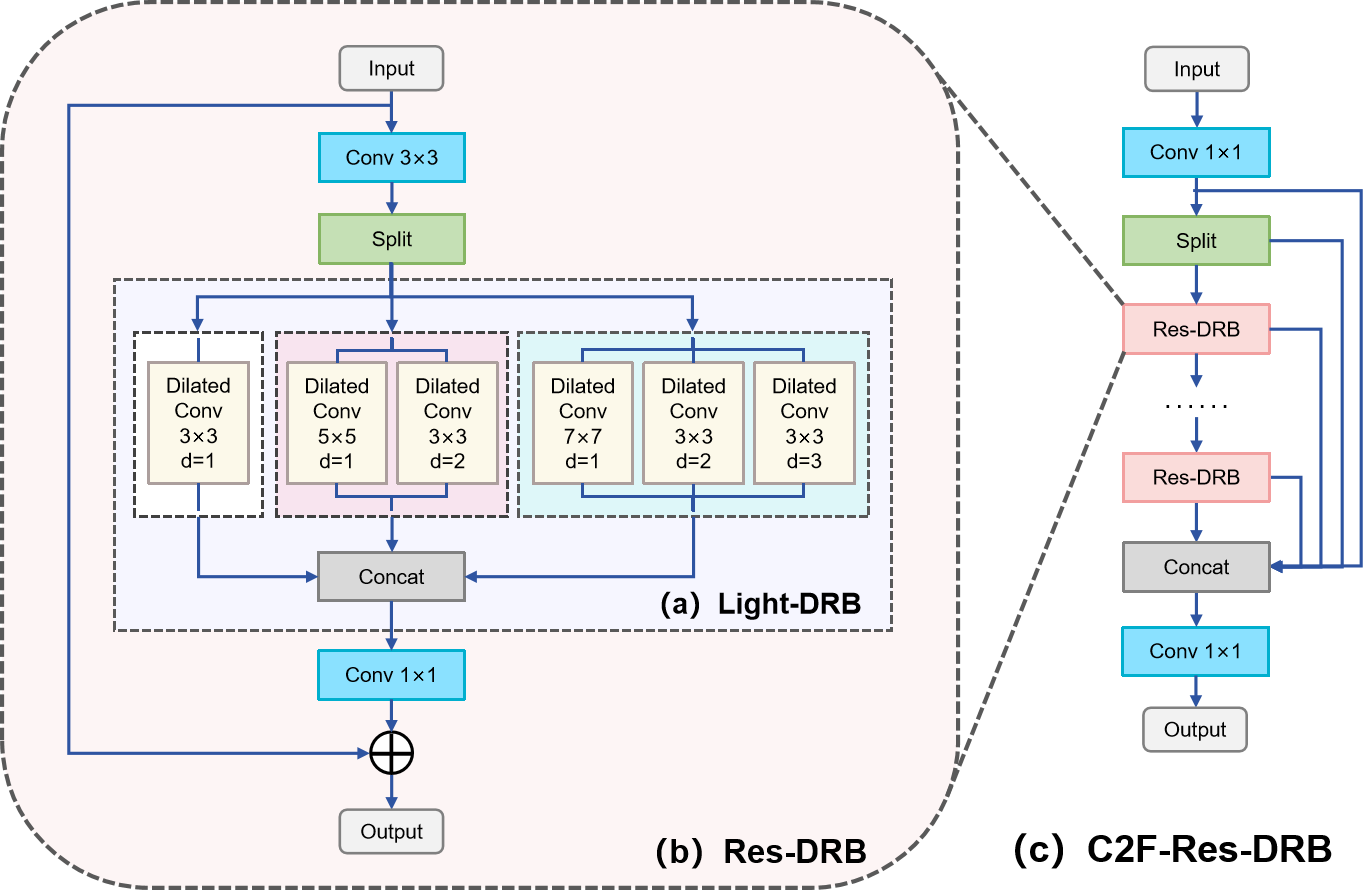 Input
Conv 3×3
Split
Dilated
Conv
3×3
d=1
Dilated
Conv
5×5
d=1
Dilated
Conv
3×3
d=2
Dilated
Conv
7×7
d=1
Dilated
Conv
3×3
d=2
Dilated
Conv
3×3
d=3
Concat
(a) Light-DRB
Conv 1×1
Output
(b) Res-DRB
Input
Conv 1×1
Split
Res-DRB
······
Res-DRB
Concat
Conv 1×1
Output
(c) C2F-Res-DRB